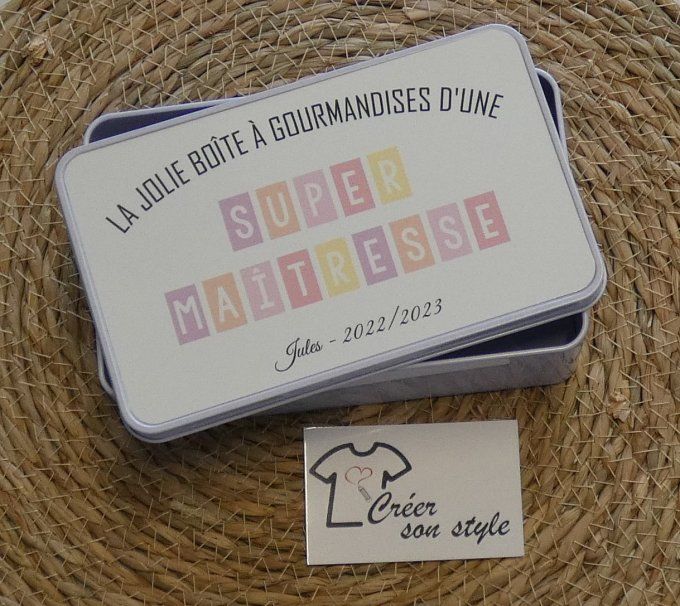 LA JOLIE BOÎTE À GOURMANDISES D'UNE
SUPER
MAÎTRESSE
Jules - 2022/2023
Créer
son style